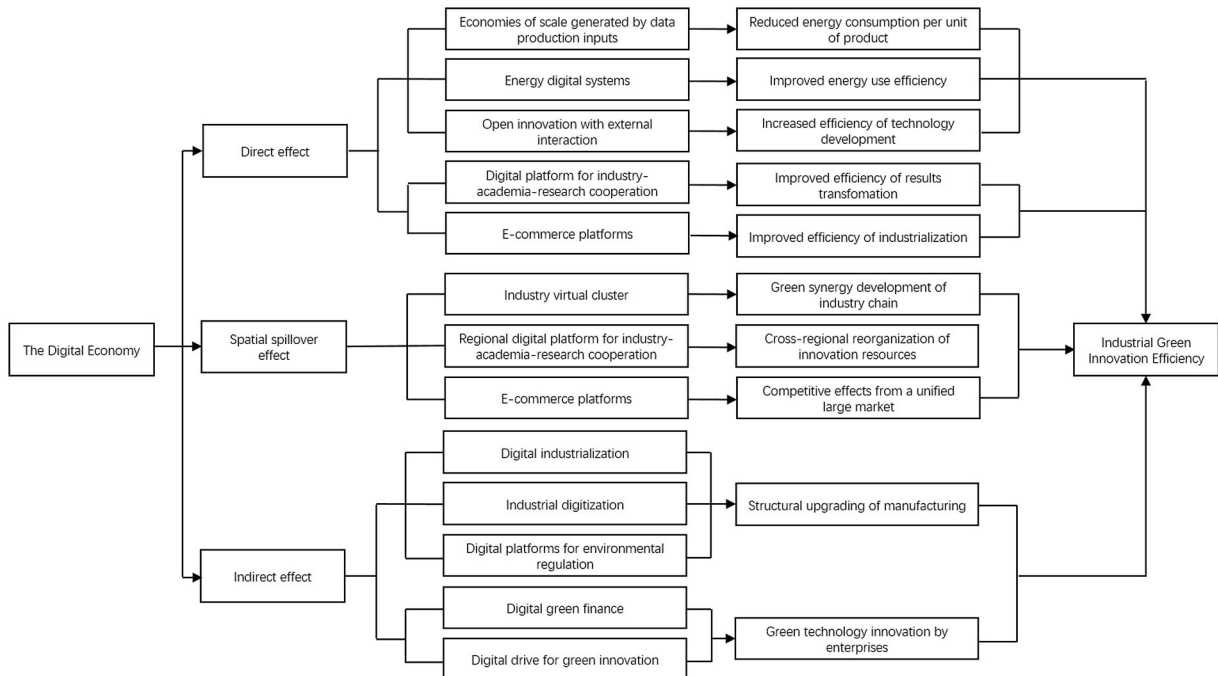 Economies of scale generated by data
production inputs
Reduced energy consumption per unit
of product
Energy digital systems
Improved energy use efficiency
Open innovation with external
interaction
Increased efficiency of technology
development
Direct effect
Digital platform for industry-
academia-research cooperation
Improved efficiency of results
transfomation
E-commerce platforms
Improved efficiency of industrialization
Industry virtual cluster
Green synergy development of
industry chain
The Digital Economy
Spatial spillover
effect
Regional digital platform for industry-
academia-research cooperation
Cross-regional reorganization of
innovation resources
Industrial Green
Innovation Efficiency
E-commerce platforms
Competitive effects from a unified
large market
Digital industrialization
Industrial digitization
Structural upgrading of manufacturing
Digital platforms for environmental
regulation
Indirect effect
Digital green finance
Green technology innovation by
enterprises
Digital drive for green innovation